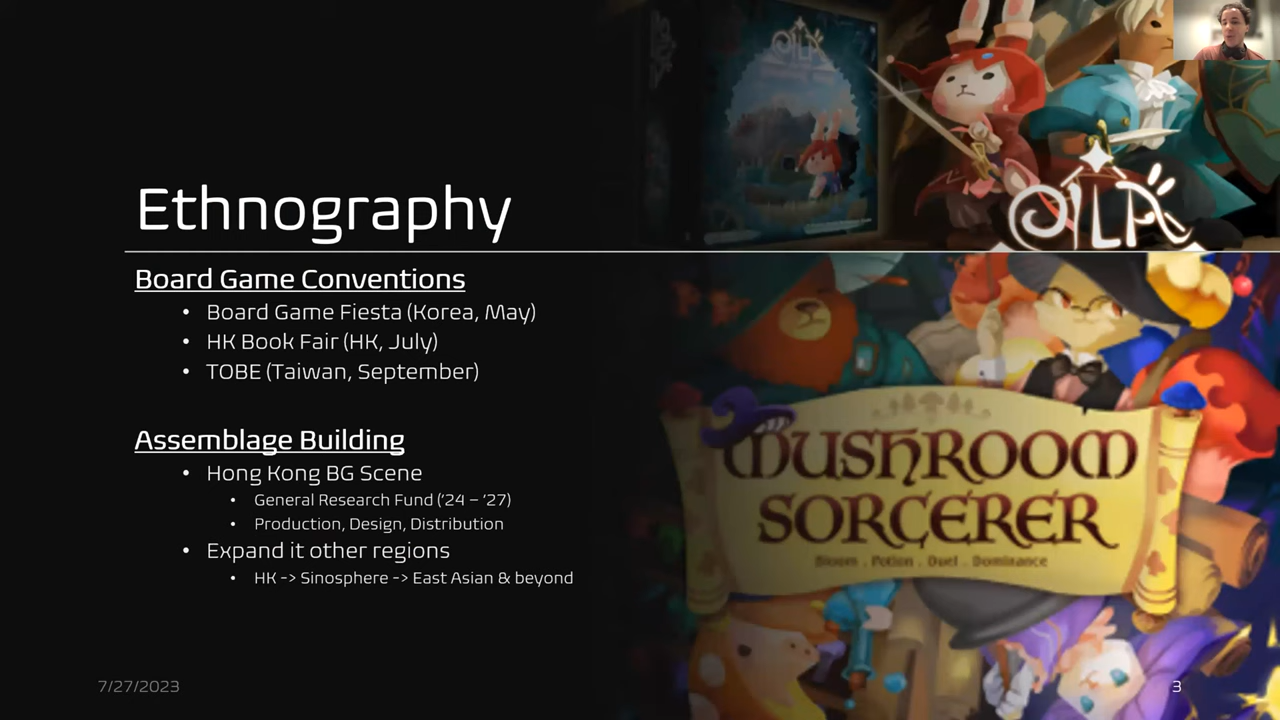 Ethnography
Board Game Conventions
• Board Game Fiesta (Korea, May)
• HK Book Fair (HK, July)
• TOBE (Taiwan, September)
Assemblage Building
• Hong Kong BG Scene
• General Research Fund ('24 – '27)
• Production, Design, Distribution
• Expand it other regions
• HK -> Sinosphere -> East Asian & beyond
7/27/2023
OILA
OILA
MUSHROOM
SORCERER
Bloom . Potion . Duel . Dominance
3